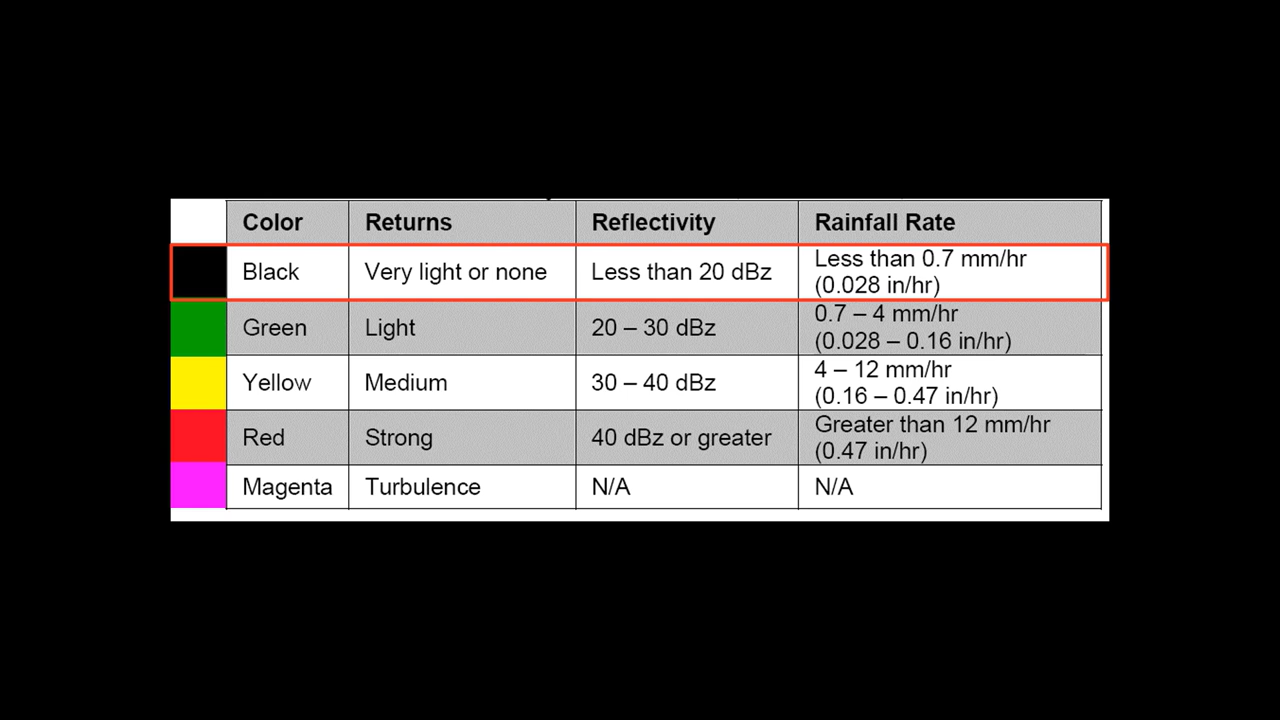 Color Returns Reflectivity Rainfall Rate
Black Very light or none Less than 20 dBz Less than 0.7 mm/hr
(0.028 in/hr)
Green Light 20 – 30 dBz 0.7 – 4 mm/hr
(0.028 – 0.16 in/hr)
Yellow Medium 30 – 40 dBz 4 – 12 mm/hr
(0.16 – 0.47 in/hr)
Red Strong 40 dBz or greater Greater than 12 mm/hr
(0.47 in/hr)
Magenta Turbulence N/A N/A